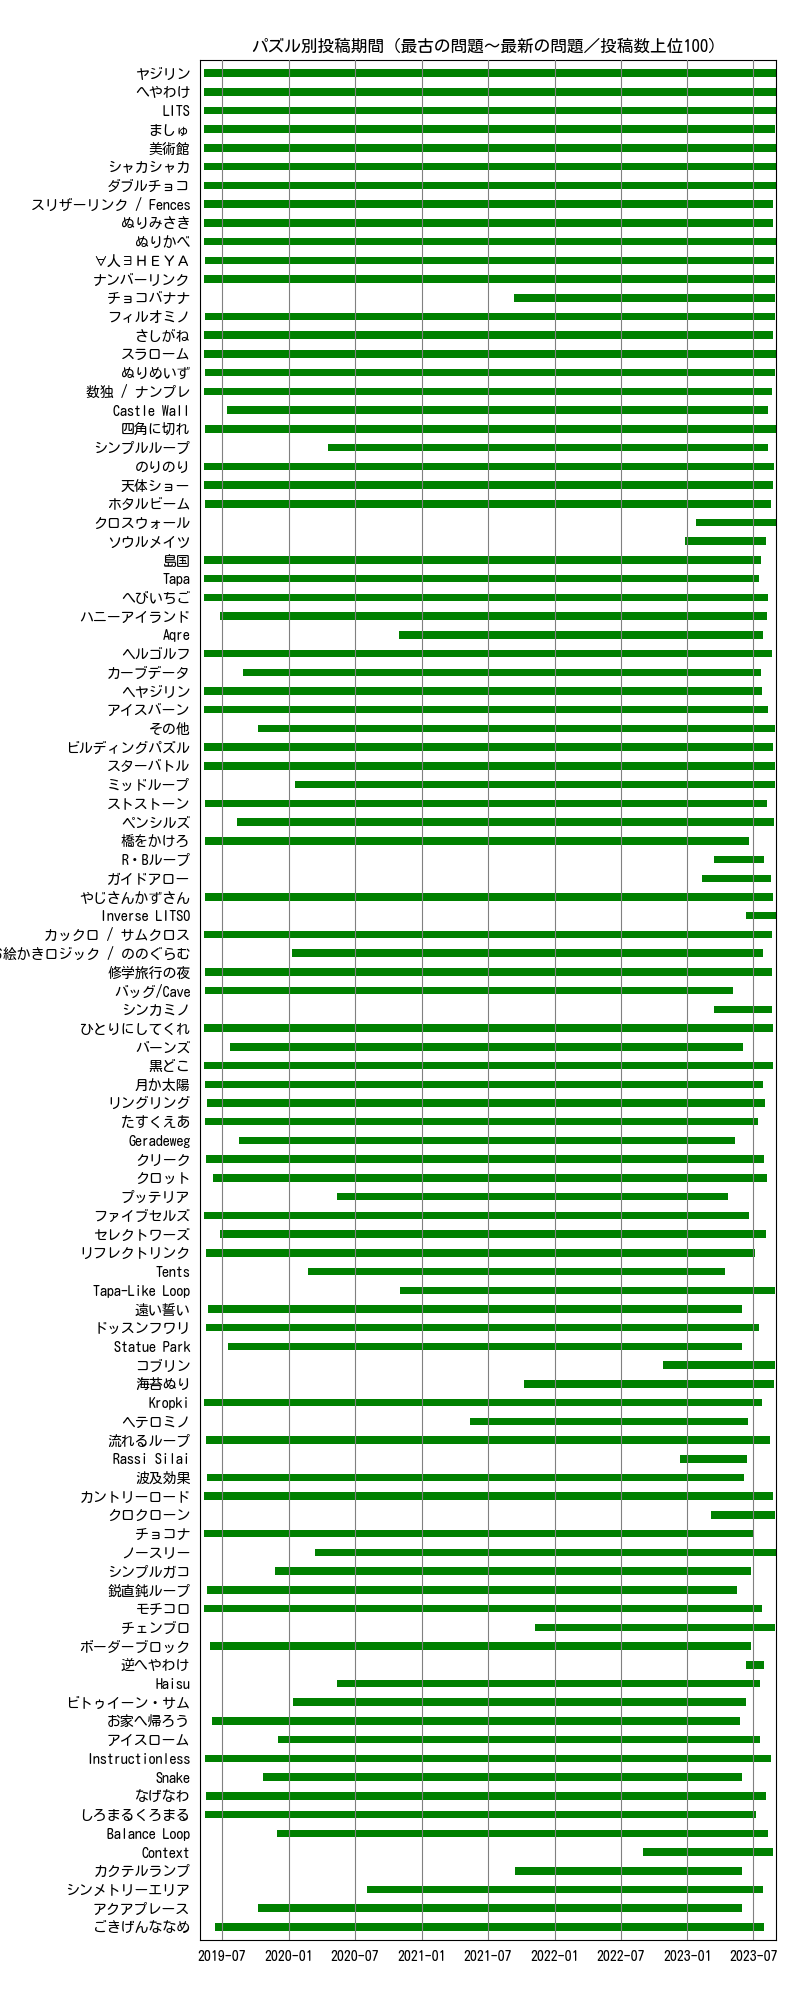 パズル別投稿期間（最古の問題～最新の問題／投稿数上位100）
ヤジリン
へやわけ
LITS
ましゅ
美術館
シャカシャカ
ダブルチョコ
スリザーリンク / Fences
ぬりみさき
ぬりかべ
∀人∃ＨＥＹＡ
ナンバーリンク
チョコバナナ
フィルオミノ
さしがね
スラローム
ぬりめいず
数独 / ナンプレ
Castle Wall
四角に切れ
シンプルループ
のりのり
天体ショー
ホタルビーム
クロスウォール
ソウルメイツ
島国
Tapa
へびいちご
ハニーアイランド
Aqre
ヘルゴルフ
カーブデータ
ヘヤジリン
アイスバーン
その他
ビルディングパズル
スターバトル
ミッドループ
ストストーン
ペンシルズ
橋をかけろ
R・Bループ
ガイドアロー
やじさんかずさん
Inverse LITSO
カックロ / サムクロス
絵かきロジック / ののぐらむ
修学旅行の夜
バッグ/Cave
シンカミノ
ひとりにしてくれ
バーンズ
黒どこ
月か太陽
リングリング
たすくえあ
Geradeweg
クリーク
クロット
プッテリア
ファイブセルズ
セレクトワーズ
リフレクトリンク
Tents
Tapa-Like Loop
遠い誓い
ドッスンフワリ
Statue Park
コブリン
海苔ぬり
Kropki
ヘテロミノ
流れるループ
Rassi Silai
波及効果
カントリーロード
クロクローン
チョコナ
ノースリー
シンプルガコ
鋭直鈍ループ
モチコロ
チェンブロ
ボーダーブロック
逆へやわけ
Haisu
ビトゥイーン・サム
お家へ帰ろう
アイスローム
Instructionless
Snake
なげなわ
しろまるくろまる
Balance Loop
Context
カクテルランプ
シンメトリーエリア
アクアプレース
ごきげんななめ
2019-07 2020-01 2020-07 2021-01 2021-07 2022-01 2022-07 2023-01 2023-07